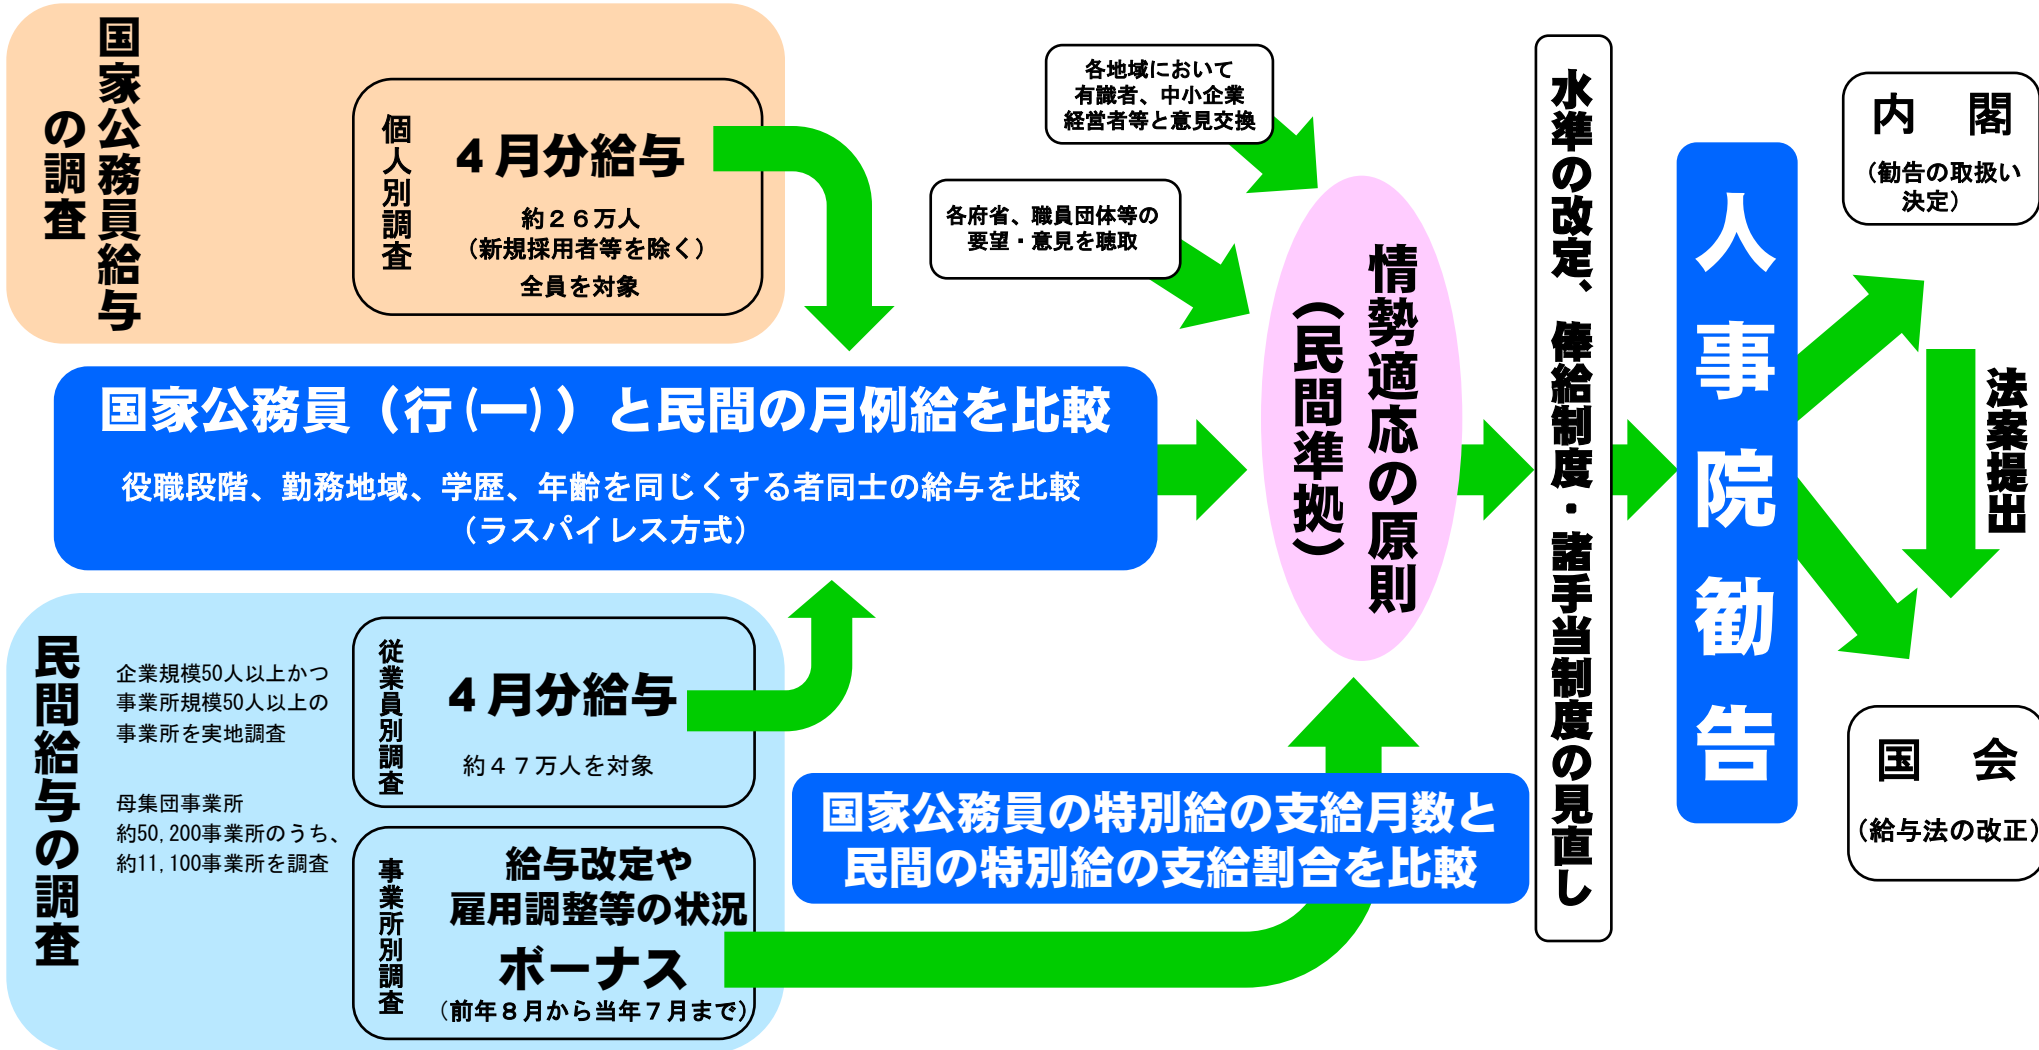 国家公務員給与
の調査
個人別調査
４月分給与
約２６万人
（新規採用者等を除く）
全員を対象
国家公務員（行(一)）と民間の月例給を比較
役職段階、勤務地域、学歴、年齢を同じくする者同士の給与を比較
（ラスパイレス方式）
民間給与の調査
企業規模50人以上かつ
事業所規模50人以上の
事業所を実地調査
母集団事業所
約50,200事業所のうち、
約11,100事業所を調査
従業員別調査
４月分給与
約４７万人を対象
事業所別調査
給与改定や
雇用調整等の状況
ボーナス
（前年８月から当年７月まで）
国家公務員の特別給の支給月数と
民間の特別給の支給割合を比較
各地域において
有識者、中小企業
経営者等と意見交換
各府省、職員団体等の
要望・意見を聴取
情勢適応の原則
（民間準拠）
水準の改定、俸給制度・諸手当制度の見直し
人事院勧告
内　閣
（勧告の取扱い
決定）
法案提出
国　会
（給与法の改正）